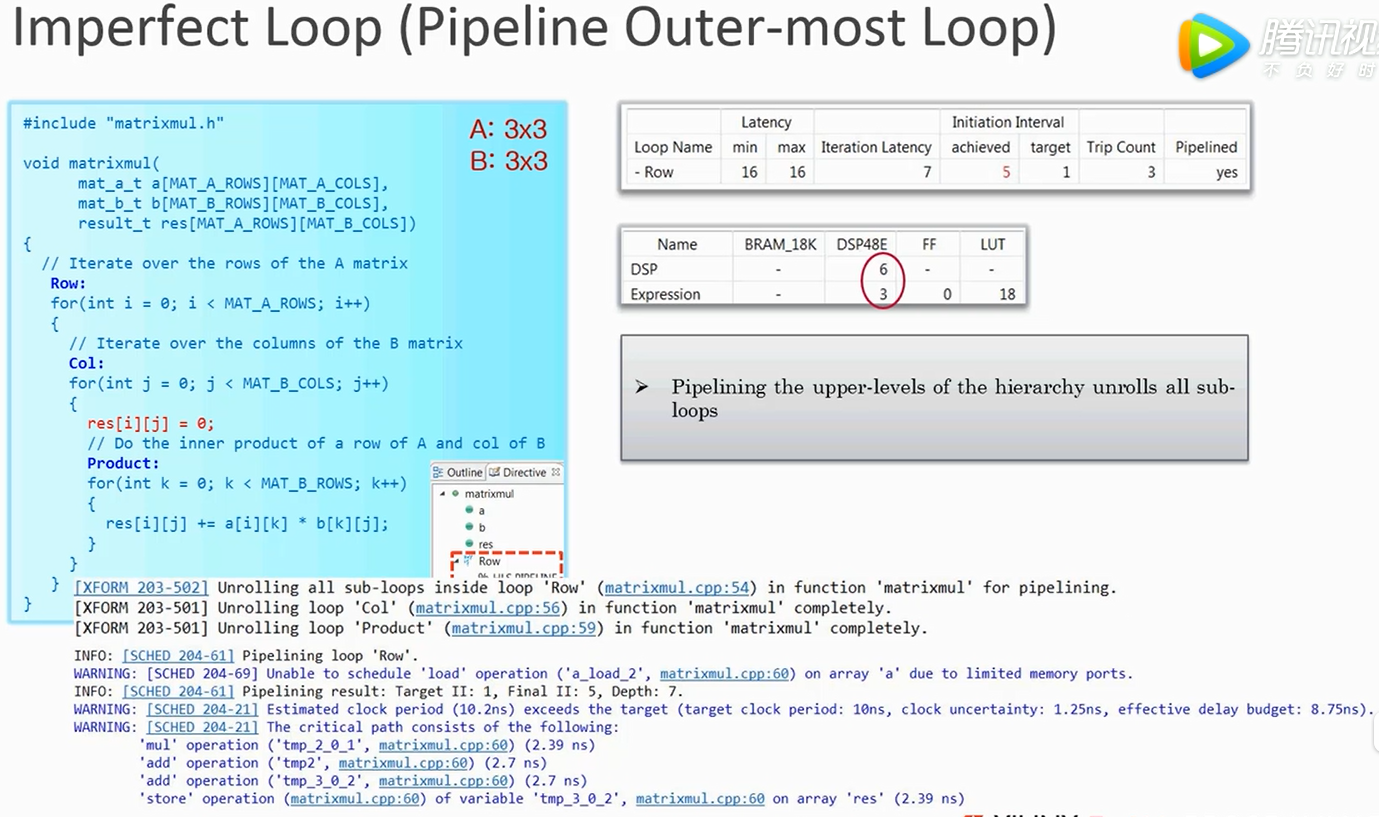 Imperfect Loop (Pipeline Outer-most Loop)
不负好时
#include "matrixmul.h"
A: 3x3
B: 3x3
void matrixmul(
mat_a_t a[MAT_A_ROWS][MAT_A_COLS],
mat_b_t b[MAT_B_ROWS][MAT_B_COLS],
result_t res[MAT_A_ROWS][MAT_B_COLS])
{
// Iterate over the rows of the A matrix
Row:
for(int i = 0; i < MAT_A_ROWS; i++)
{
// Iterate over the columns of the B matrix
Col:
for(int j = 0; j < MAT_B_COLS; j++)
{
res[i][j] = 0;
// Do the inner product of a row of A and col of B
Product:
for(int k = 0; k < MAT_B_ROWS; k++)
{
res[i][j] += a[i][k] * b[k][j];
}
}
}
}
Outline Directive
matrixmul
a
b
res
Row
Latency Initiation Interval
Loop Name min max Iteration Latency achieved target Trip Count Pipelined
- Row 16 16 7 5 1 3 yes
Name BRAM_18K DSP48E FF LUT
DSP - 6 - -
Expression - 3 0 18
Pipelining the upper-levels of the hierarchy unrolls all sub-
loops
[XFORM 203-502] Unrolling all sub-loops inside loop 'Row' (matrixmul.cpp:54) in function 'matrixmul' for pipelining.
[XFORM 203-501] Unrolling loop 'Col' (matrixmul.cpp:56) in function 'matrixmul' completely.
[XFORM 203-501] Unrolling loop 'Product' (matrixmul.cpp:59) in function 'matrixmul' completely.
INFO: [SCHED 204-61] Pipelining loop 'Row'.
WARNING: [SCHED 204-69] Unable to schedule 'load' operation ('a_load_2', matrixmul.cpp:60) on array 'a' due to limited memory ports.
INFO: [SCHED 204-61] Pipelining result: Target II: 1, Final II: 5, Depth: 7.
WARNING: [SCHED 204-21] Estimated clock period (10.2ns) exceeds the target (target clock period: 10ns, clock uncertainty: 1.25ns, effective delay budget: 8.75ns).
WARNING: [SCHED 204-21] The critical path consists of the following:
'mul' operation ('tmp_2_0_1', matrixmul.cpp:60) (2.39 ns)
'add' operation ('tmp2', matrixmul.cpp:60) (2.7 ns)
'add' operation ('tmp_3_0_2', matrixmul.cpp:60) (2.7 ns)
'store' operation (matrixmul.cpp:60) of variable 'tmp_3_0_2', matrixmul.cpp:60 on array 'res' (2.39 ns)